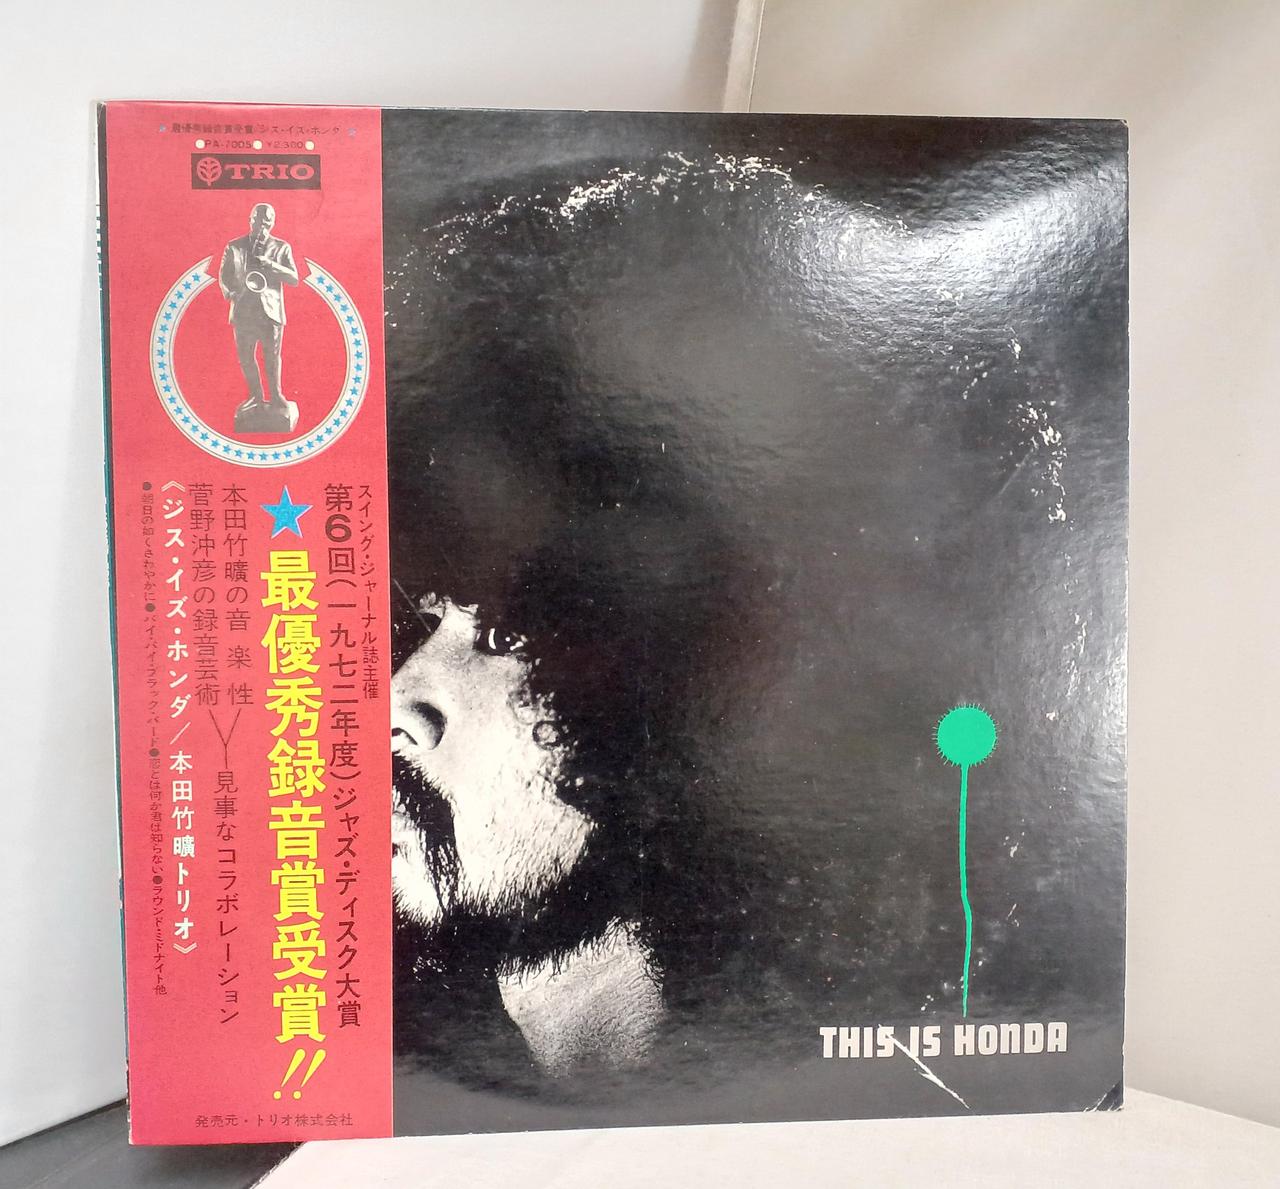 最優秀録音賞受賞/ジス・イズ・ホンダ
PA-7005 ¥2,300
TRIO
スイング・ジャーナル誌主催
第6回(一九七二年度)ジャズ・ディスク大賞
★最優秀録音賞受賞!!
本田竹曠の音楽性
菅野沖彦の録音芸術
見事なコラボレーション
《ジス・イズ・ホンダ/本田竹曠トリオ》
●朝日の如くさわやかに●バイ・バイ・ブラック・バード●恋とは何か君は知らない●ラウンド・ミドナイト他
発売元・トリオ株式会社
THIS IS HONDA